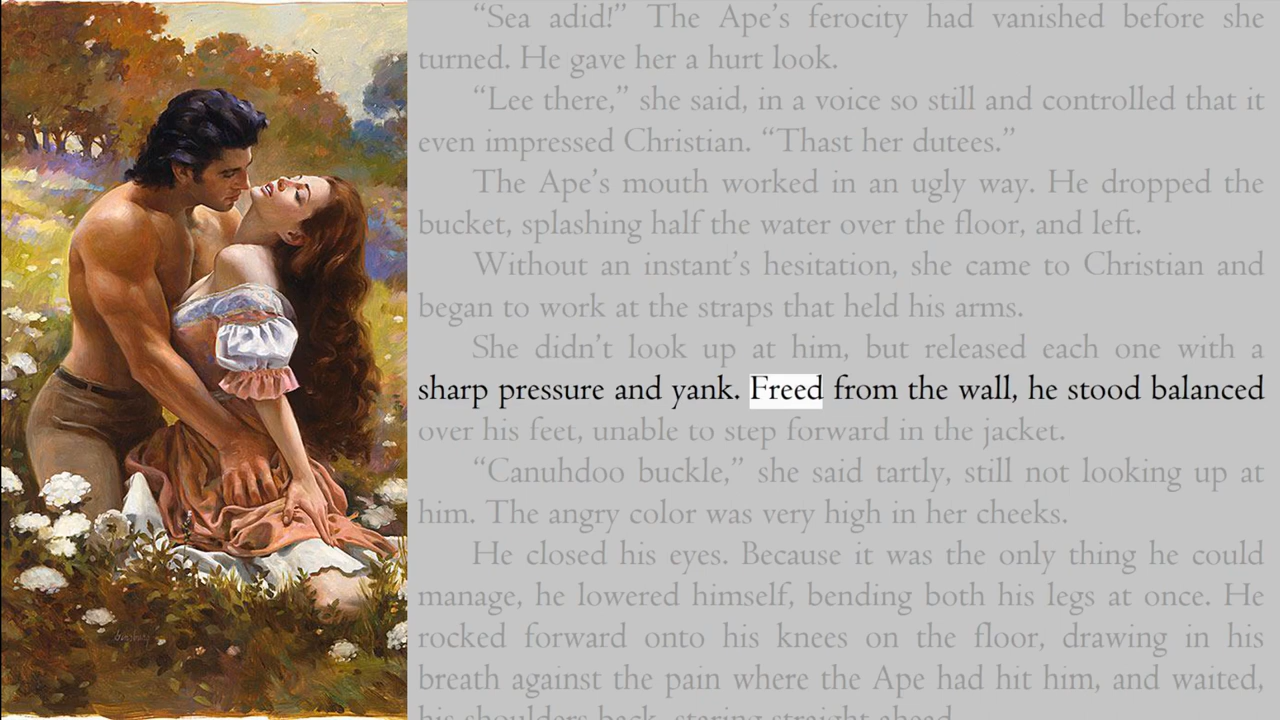 “Sea adid!” The Ape’s ferocity had vanished before she
turned. He gave her a hurt look.
“Lee there,” she said, in a voice so still and controlled that it
even impressed Christian. “Thast her dutees.”
The Ape’s mouth worked in an ugly way. He dropped the
bucket, splashing half the water over the floor, and left.
Without an instant’s hesitation, she came to Christian and
began to work at the straps that held his arms.
She didn’t look up at him, but released each one with a
sharp pressure and yank. Freed from the wall, he stood balanced
over his feet, unable to step forward in the jacket.
“Canuhdoo buckle,” she said tartly, still not looking up at
him. The angry color was very high in her cheeks.
He closed his eyes. Because it was the only thing he could
manage, he lowered himself, bending both his legs at once. He
rocked forward onto his knees on the floor, drawing in his
breath against the pain where the Ape had hit him, and waited,
his shoulders back, staring straight ahead.